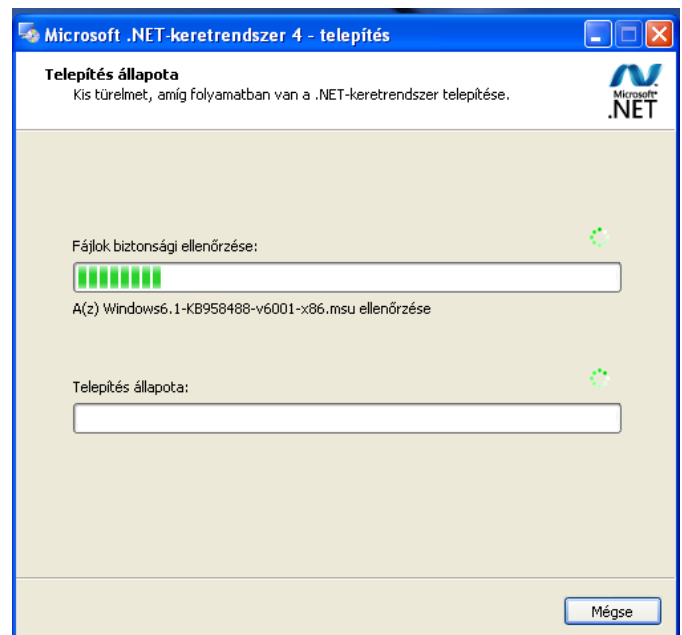 Microsoft .NET-keretrendszer 4 - telepítés
Telepítés állapota
Kis türelmet, amíg folyamatban van a .NET-keretrendszer telepítése.
Microsoft
.NET
Fájlok biztonsági ellenőrzése:
A(z) Windows6.1-KB958488-v6001-x86.msu ellenőrzése
Telepítés állapota:
Mégse